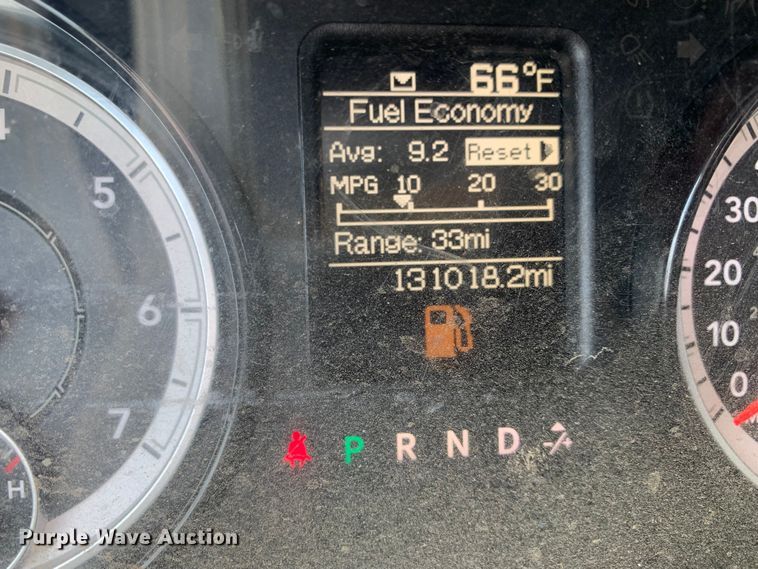 66°F
Fuel Economy
Avg: 9.2 Reset
MPG 10 20 30
Range: 33mi
131018.2mi
4
5
6
7
H
30
20
10
0
P R N D
Purple Wave Auction